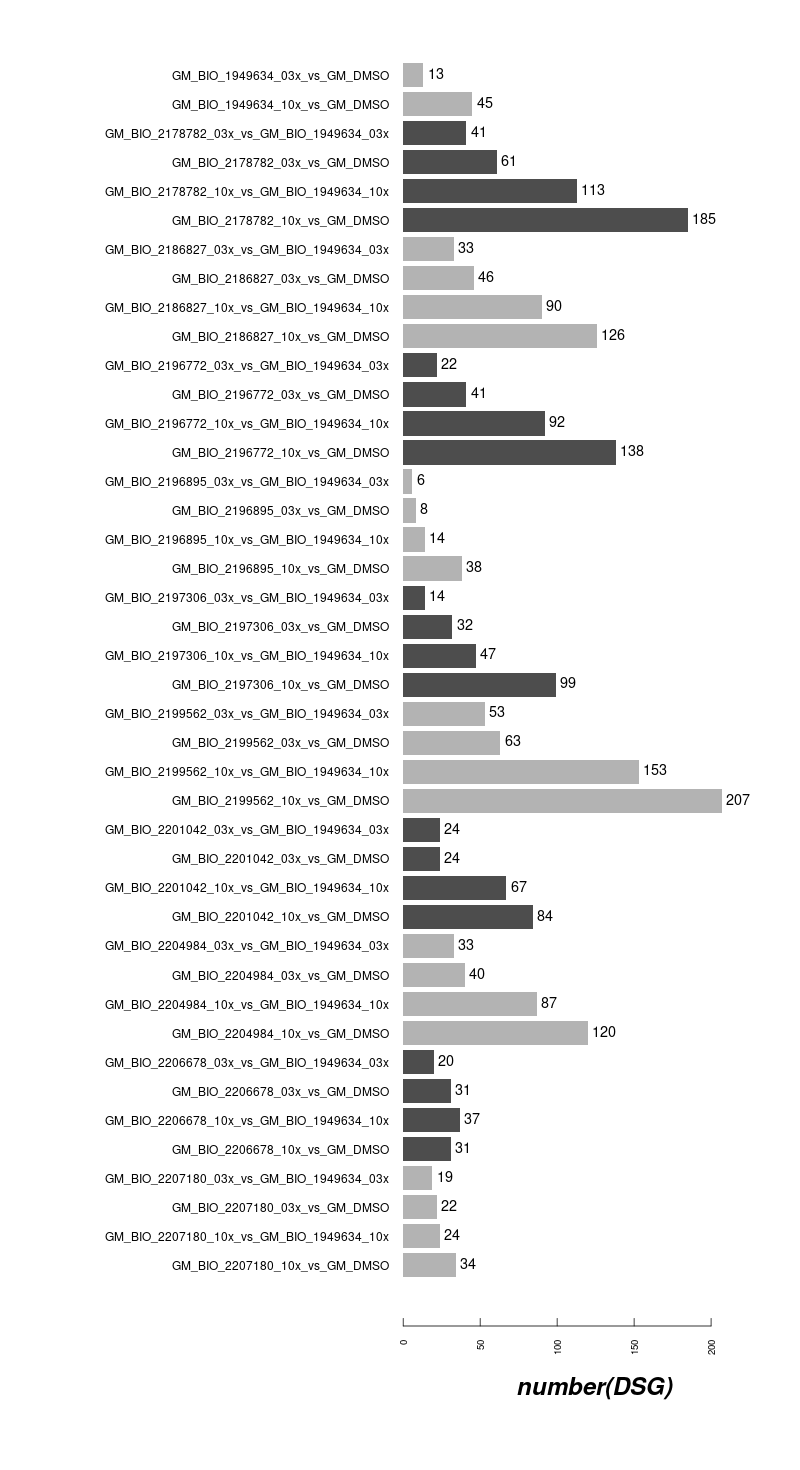 GM_BIO_1949634_03x_vs_GM_DMSO 13
GM_BIO_1949634_10x_vs_GM_DMSO 45
GM_BIO_2178782_03x_vs_GM_BIO_1949634_03x 41
GM_BIO_2178782_03x_vs_GM_DMSO 61
GM_BIO_2178782_10x_vs_GM_BIO_1949634_10x 113
GM_BIO_2178782_10x_vs_GM_DMSO 185
GM_BIO_2186827_03x_vs_GM_BIO_1949634_03x 33
GM_BIO_2186827_03x_vs_GM_DMSO 46
GM_BIO_2186827_10x_vs_GM_BIO_1949634_10x 90
GM_BIO_2186827_10x_vs_GM_DMSO 126
GM_BIO_2196772_03x_vs_GM_BIO_1949634_03x 22
GM_BIO_2196772_03x_vs_GM_DMSO 41
GM_BIO_2196772_10x_vs_GM_BIO_1949634_10x 92
GM_BIO_2196772_10x_vs_GM_DMSO 138
GM_BIO_2196895_03x_vs_GM_BIO_1949634_03x 6
GM_BIO_2196895_03x_vs_GM_DMSO 8
GM_BIO_2196895_10x_vs_GM_BIO_1949634_10x 14
GM_BIO_2196895_10x_vs_GM_DMSO 38
GM_BIO_2197306_03x_vs_GM_BIO_1949634_03x 14
GM_BIO_2197306_03x_vs_GM_DMSO 32
GM_BIO_2197306_10x_vs_GM_BIO_1949634_10x 47
GM_BIO_2197306_10x_vs_GM_DMSO 99
GM_BIO_2199562_03x_vs_GM_BIO_1949634_03x 53
GM_BIO_2199562_03x_vs_GM_DMSO 63
GM_BIO_2199562_10x_vs_GM_BIO_1949634_10x 153
GM_BIO_2199562_10x_vs_GM_DMSO 207
GM_BIO_2201042_03x_vs_GM_BIO_1949634_03x 24
GM_BIO_2201042_03x_vs_GM_DMSO 24
GM_BIO_2201042_10x_vs_GM_BIO_1949634_10x 67
GM_BIO_2201042_10x_vs_GM_DMSO 84
GM_BIO_2204984_03x_vs_GM_BIO_1949634_03x 33
GM_BIO_2204984_03x_vs_GM_DMSO 40
GM_BIO_2204984_10x_vs_GM_BIO_1949634_10x 87
GM_BIO_2204984_10x_vs_GM_DMSO 120
GM_BIO_2206678_03x_vs_GM_BIO_1949634_03x 20
GM_BIO_2206678_03x_vs_GM_DMSO 31
GM_BIO_2206678_10x_vs_GM_BIO_1949634_10x 37
GM_BIO_2206678_10x_vs_GM_DMSO 31
GM_BIO_2207180_03x_vs_GM_BIO_1949634_03x 19
GM_BIO_2207180_03x_vs_GM_DMSO 22
GM_BIO_2207180_10x_vs_GM_BIO_1949634_10x 24
GM_BIO_2207180_10x_vs_GM_DMSO 34
0 50 100 150 200
number(DSG)